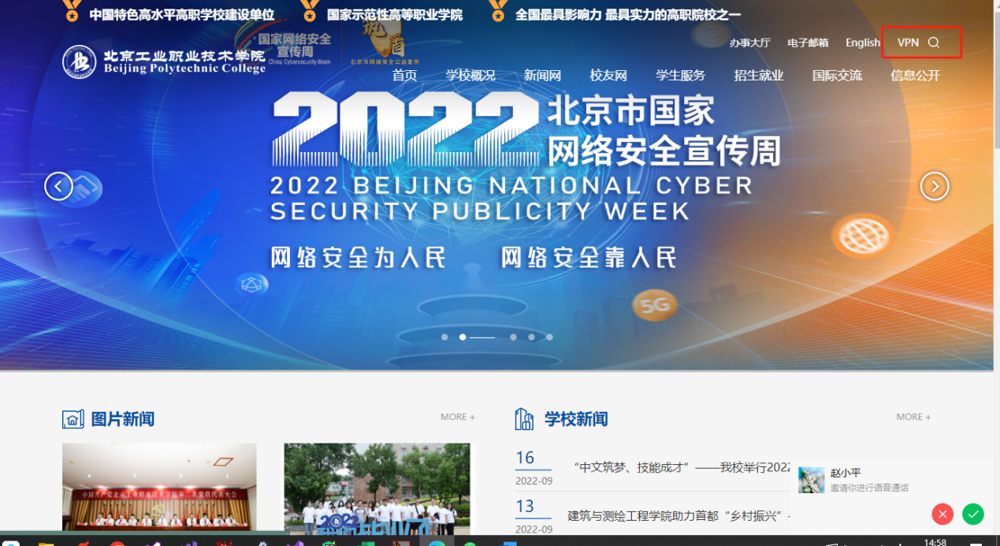 中国特色高水平高职学校建设单位
国家示范性高等职业学院
全国最具影响力 最具实力的高职院校之一
国家网络安全
宣传周
China Cybersecurity Week
筑盾
北京市网络安全公益宣传
北京工业职业技术学院
Beijing Polytechnic College
办事大厅
电子邮箱
English
VPN
首页
学校概况
新闻网
校友网
学生服务
招生就业
国际交流
信息公开
2022
北京市国家
网络安全宣传周
2022 BEIJING NATIONAL CYBER
SECURITY PUBLICITY WEEK
网络安全为人民
网络安全靠人民
5G
图片新闻
MORE +
学校新闻
MORE +
中国共产党北京工业职业技术学院第二次党员代表大会
2022
16
2022-09
“中文筑梦、技能成才”——我校举行2022
13
2022-09
建筑与测绘工程学院助力首都“乡村振兴”
赵小平
邀请你进行语音通话
14:58